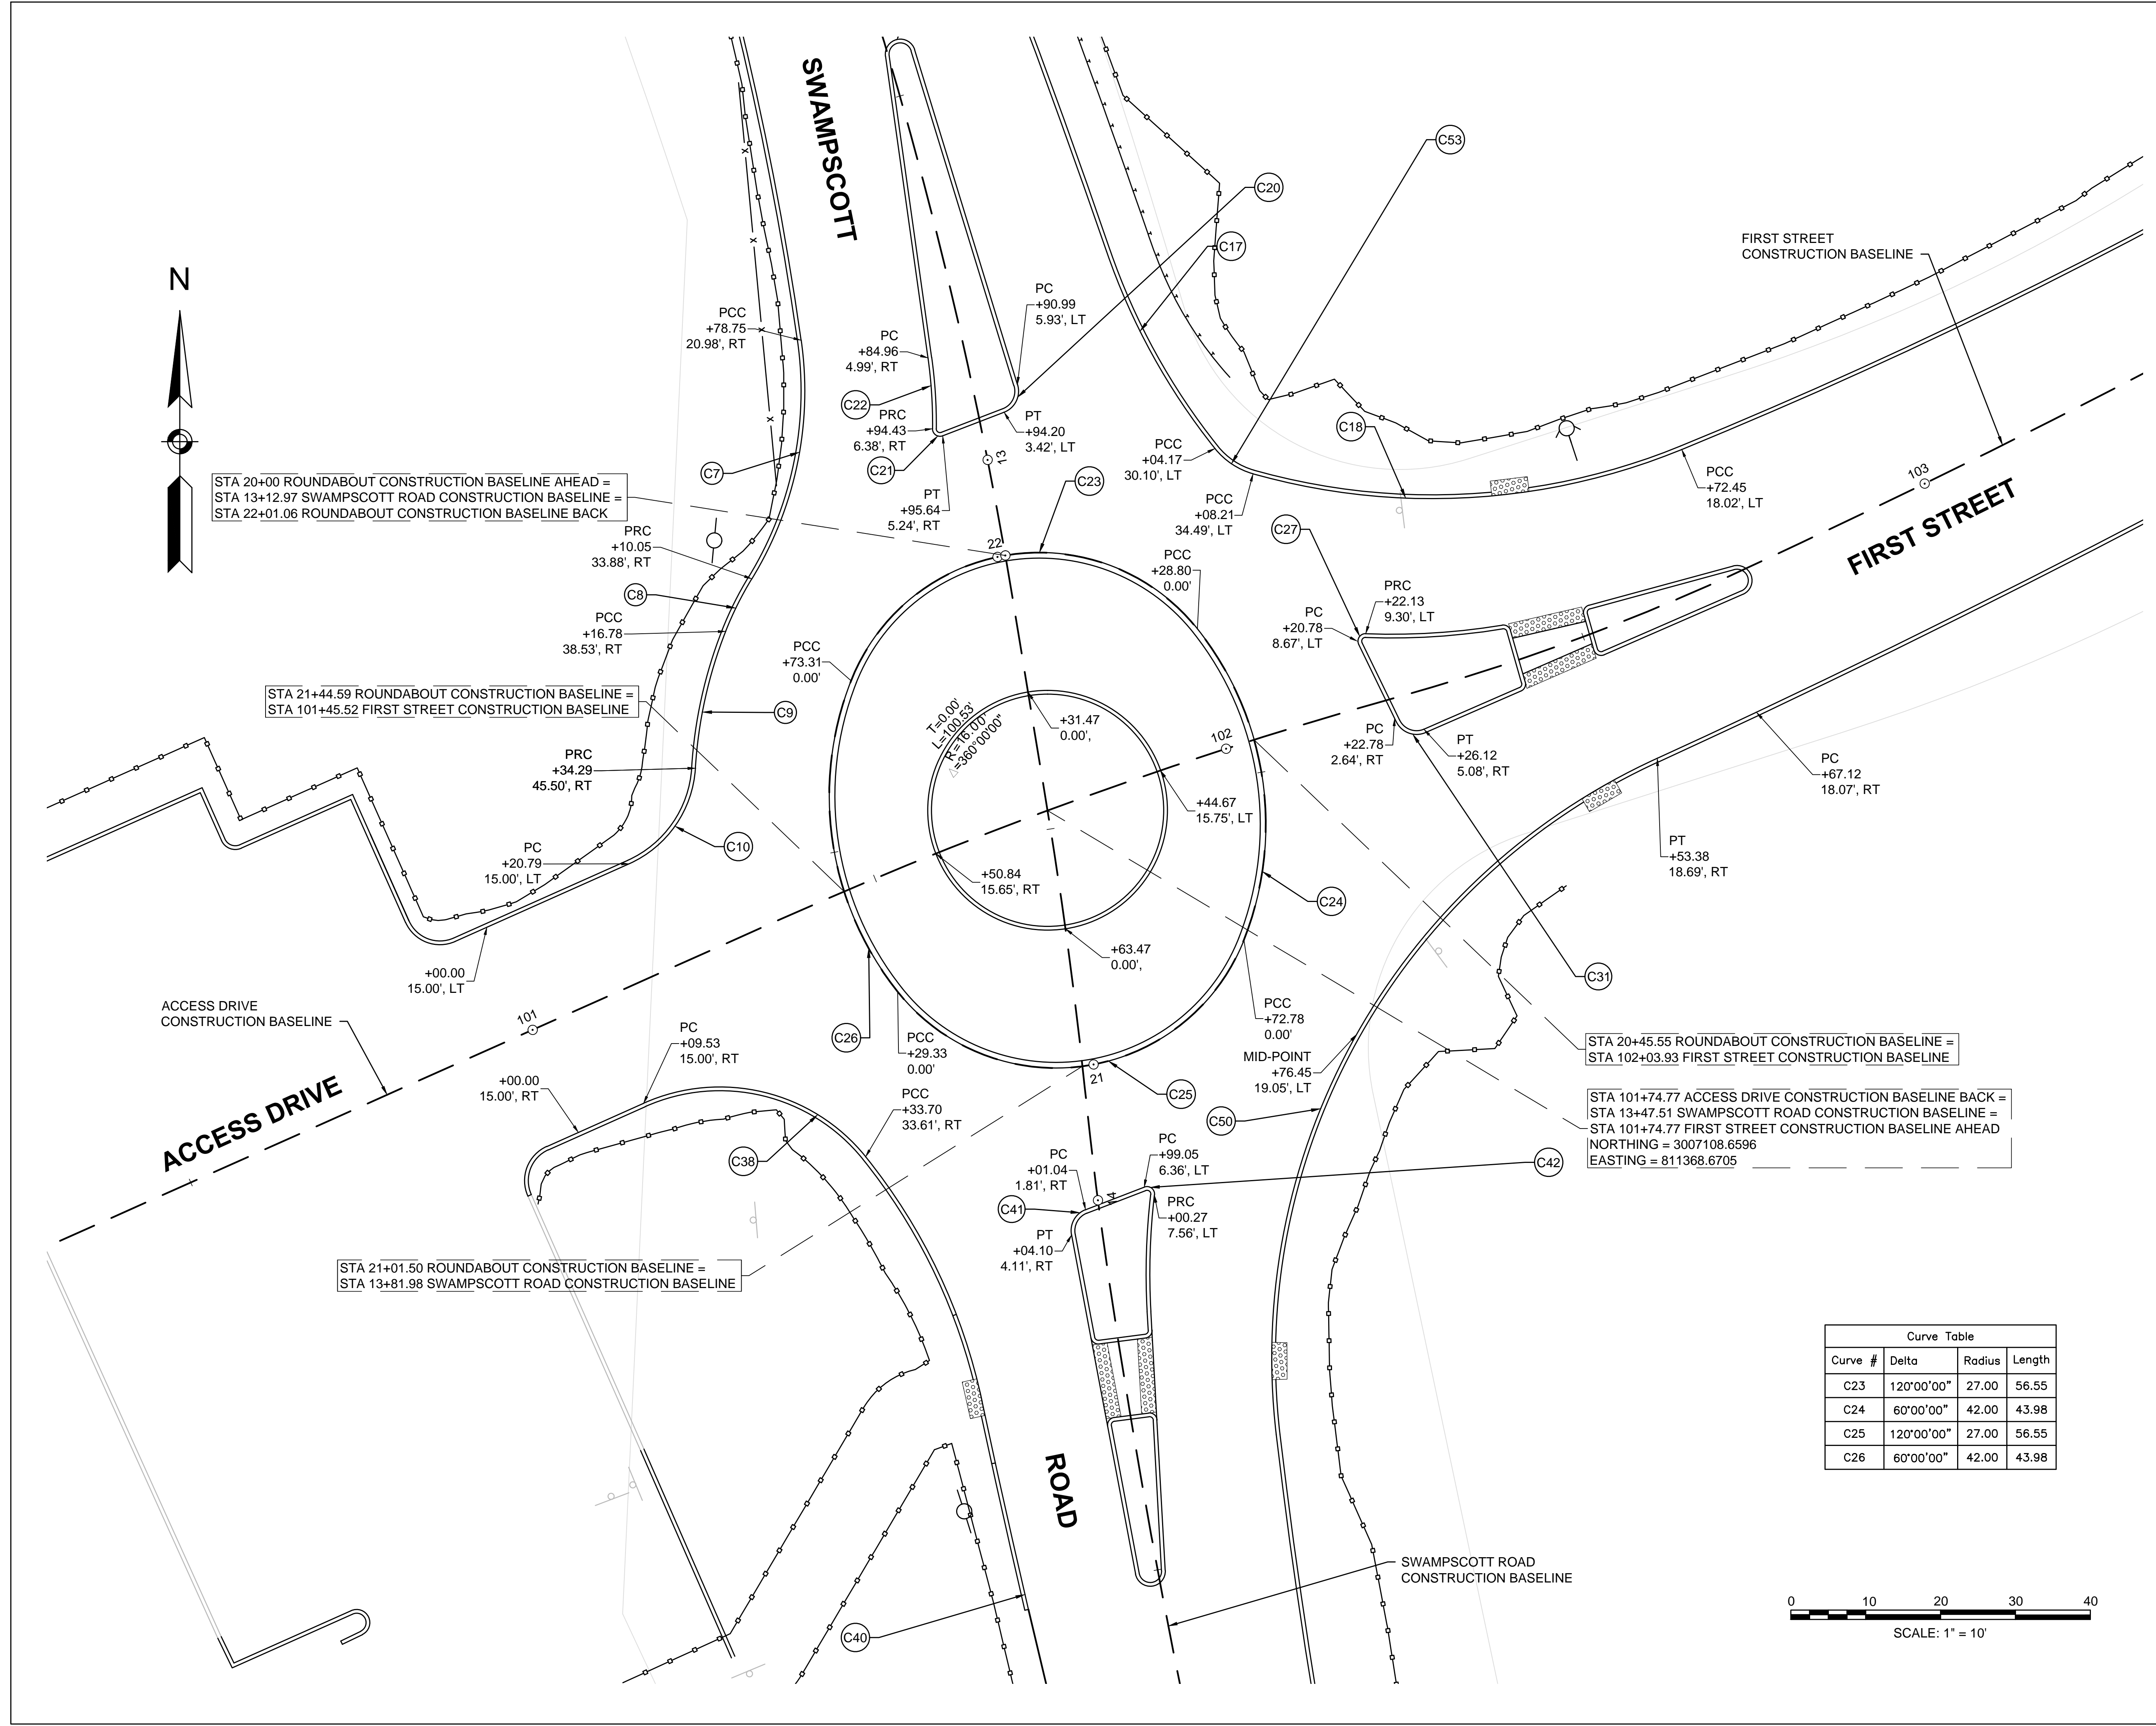 SWAMPSCOTT
C53
C20
C17
FIRST STREET
CONSTRUCTION BASELINE
N
PC
+90.99
5.93', LT
PCC
+78.75
20.98', RT
PC
+84.96
4.99', RT
C22
PRC
+94.43
6.38', RT
C21
PT
+94.20
3.42', LT
13
C18
PCC
+04.17
30.10', LT
C7
C23
PCC
+72.45
18.02', LT
103
FIRST STREET
STA 20+00 ROUNDABOUT CONSTRUCTION BASELINE AHEAD =
STA 13+12.97 SWAMPSCOTT ROAD CONSTRUCTION BASELINE =
STA 22+01.06 ROUNDABOUT CONSTRUCTION BASELINE BACK
PT
+95.64
5.24', RT
PCC
+08.21
34.49', LT
C27
PRC
+10.05
33.88', RT
22
PCC
+28.80
0.00'
C8
PRC
+22.13
9.30', LT
PC
+20.78
8.67', LT
PCC
+16.78
38.53', RT
PCC
+73.31
0.00'
STA 21+44.59 ROUNDABOUT CONSTRUCTION BASELINE =
STA 101+45.52 FIRST STREET CONSTRUCTION BASELINE
C9
T=0.00'
L=100.53'
R=16.00'
△=360°00'00"
+31.47
0.00',
102
PC
+22.78
2.64', RT
PT
+26.12
5.08', RT
PRC
+34.29
45.50', RT
PC
+67.12
18.07', RT
+44.67
15.75', LT
C10
PC
+20.79
15.00', LT
PT
+53.38
18.69', RT
+50.84
15.65', RT
C24
+63.47
0.00',
+00.00
15.00', LT
C31
ACCESS DRIVE
CONSTRUCTION BASELINE
101
PC
+09.53
15.00', RT
C26
PCC
+29.33
0.00'
PCC
+72.78
0.00'
MID-POINT
+76.45
19.05', LT
STA 20+45.55 ROUNDABOUT CONSTRUCTION BASELINE =
STA 102+03.93 FIRST STREET CONSTRUCTION BASELINE
21
C25
+00.00
15.00', RT
PCC
+33.70
33.61', RT
C50
STA 101+74.77 ACCESS DRIVE CONSTRUCTION BASELINE BACK =
STA 13+47.51 SWAMPSCOTT ROAD CONSTRUCTION BASELINE =
STA 101+74.77 FIRST STREET CONSTRUCTION BASELINE AHEAD
NORTHING = 3007108.6596
EASTING = 811368.6705
ACCESS DRIVE
C38
PC
+01.04
1.81', RT
PC
+99.05
6.36', LT
C42
14
C41
PRC
+00.27
7.56', LT
PT
+04.10
4.11', RT
STA 21+01.50 ROUNDABOUT CONSTRUCTION BASELINE =
STA 13+81.98 SWAMPSCOTT ROAD CONSTRUCTION BASELINE
Curve Table
Curve # Delta Radius Length
C23 120°00'00" 27.00 56.55
C24 60°00'00" 42.00 43.98
C25 120°00'00" 27.00 56.55
C26 60°00'00" 42.00 43.98
ROAD
SWAMPSCOTT ROAD
CONSTRUCTION BASELINE
C40
0 10 20 30 40
SCALE: 1" = 10'